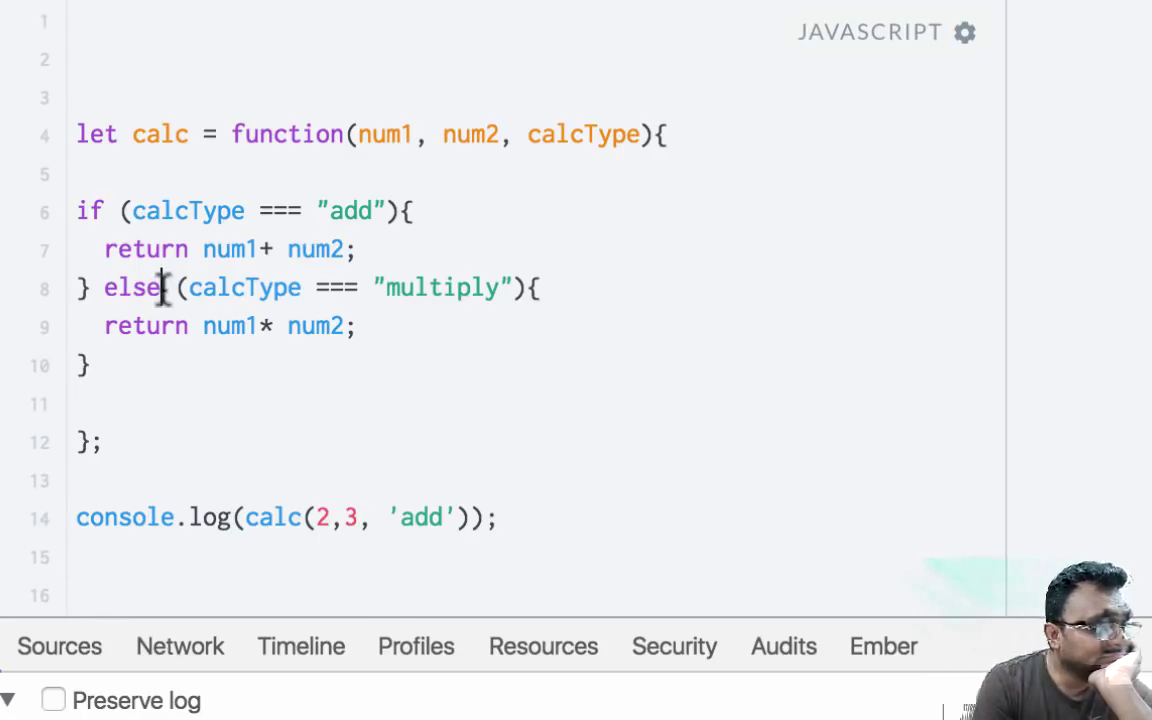 1
JAVASCRIPT
2
3
4 let calc = function(num1, num2, calcType){
5
6 if (calcType === "add"){
7 return num1+ num2;
8 } else (calcType === "multiply"){
9 return num1* num2;
10 }
11
12 };
13
14 console.log(calc(2,3, 'add'));
15
16
Sources Network Timeline Profiles Resources Security Audits Ember
Preserve log